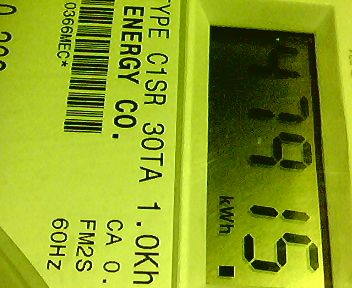 47915
kWh
TYPE C1SR 30TA 1.0Kh
ENERGY CO. CA 0.
FM2S
0366MEC* 60Hz